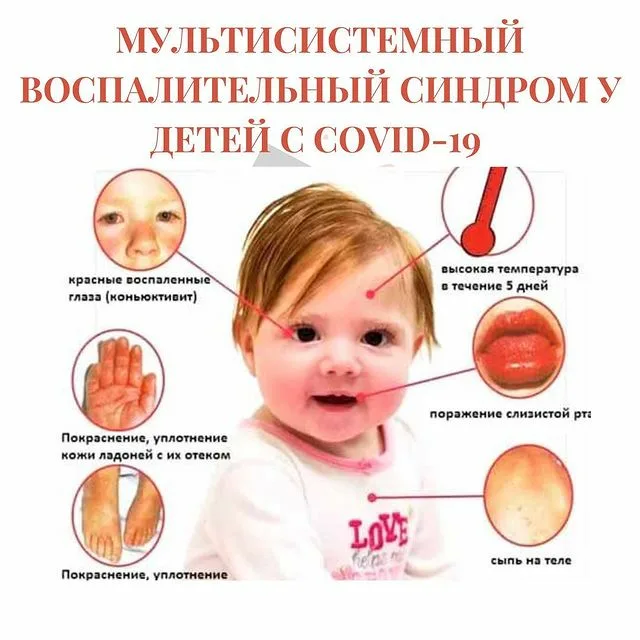 МУЛЬТИСИСТЕМНЫЙ
ВОСПАЛИТЕЛЬНЫЙ СИНДРОМ У
ДЕТЕЙ С COVID-19
красные воспаленные
глаза (коньюктивит)
высокая температура
в течение 5 дней
поражение слизистой рта
Покраснение, уплотнение
кожи ладоней с их отеком
LOVE
helps
сыпь на теле
Покраснение, уплотнение